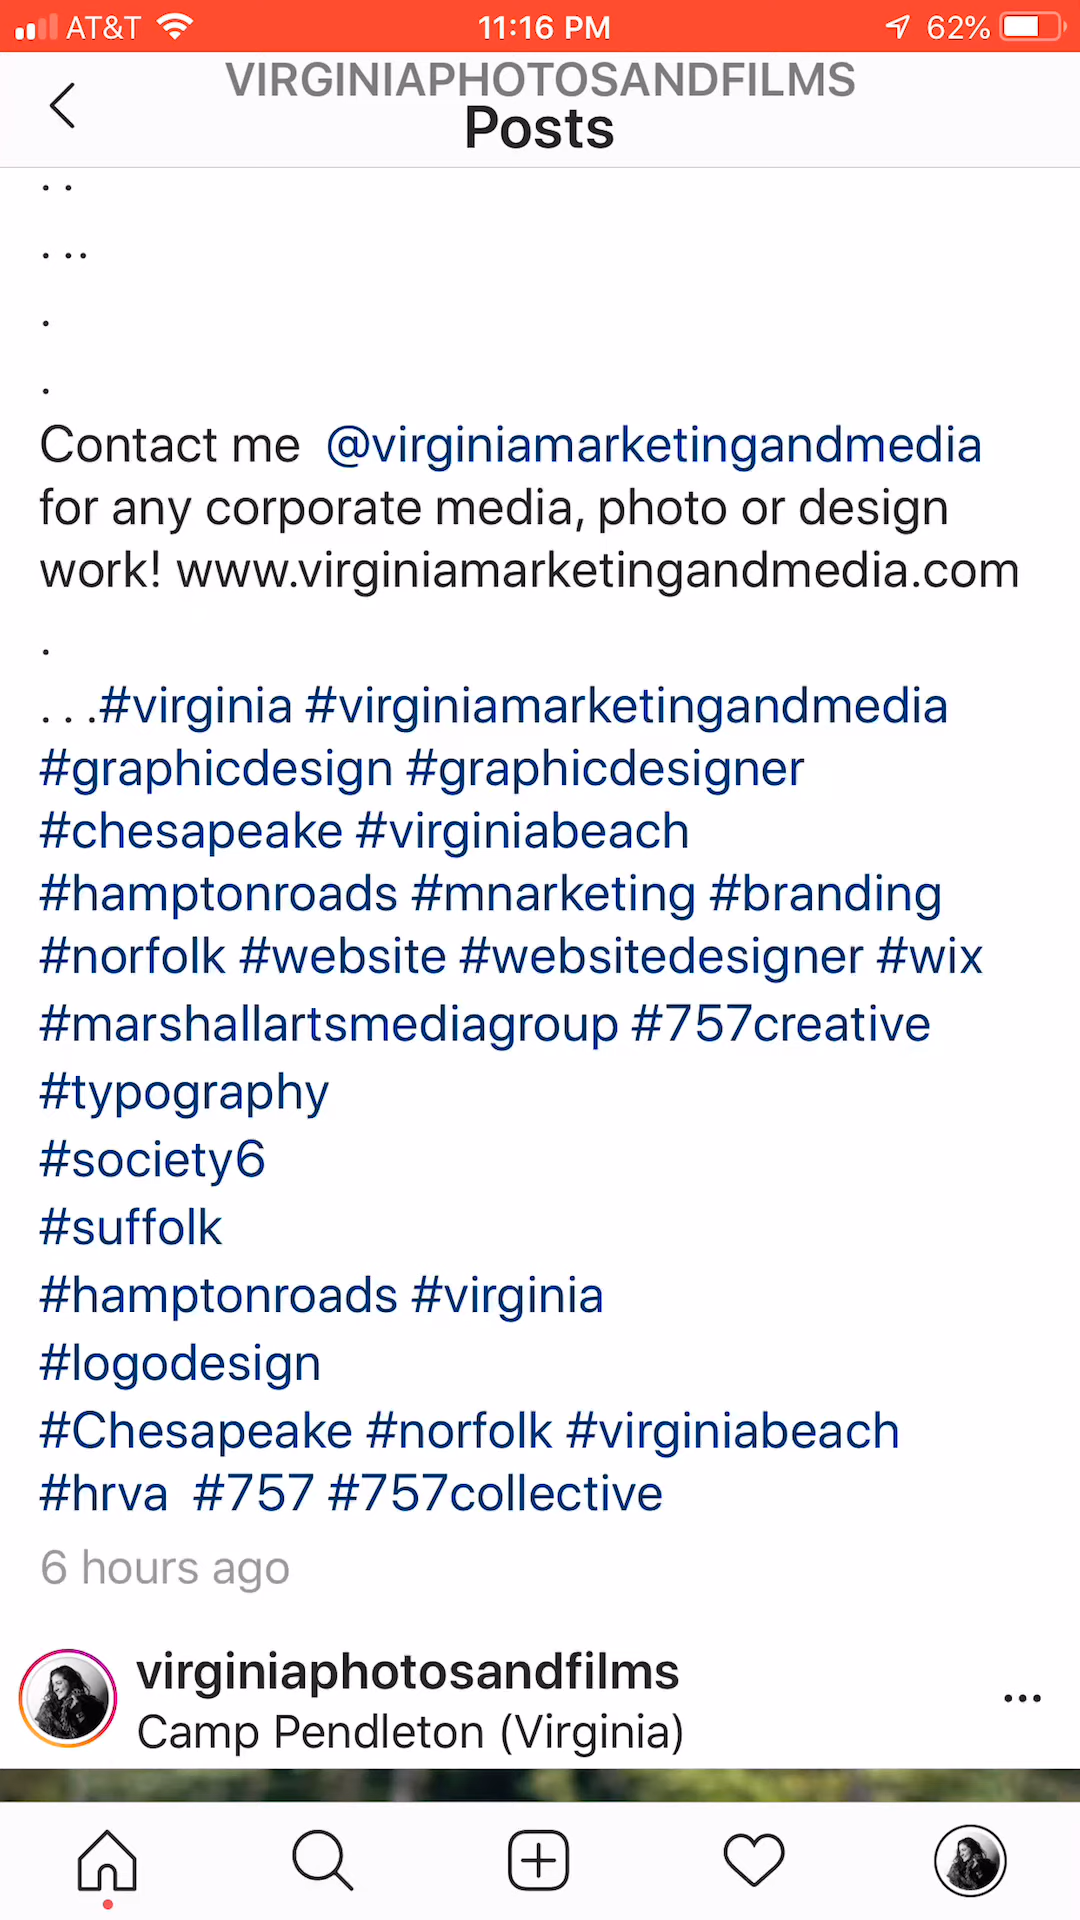 AT&T 11:16 PM 62%
VIRGINIAPHOTOSANDFILMS
Posts
. .
. ..
.
.
Contact me @virginiamarketingandmedia
for any corporate media, photo or design
work! www.virginiamarketingandmedia.com
.
. . .#virginia #virginiamarketingandmedia
#graphicdesign #graphicdesigner
#chesapeake #virginiabeach
#hamptonroads #mnarketing #branding
#norfolk #website #websitedesigner #wix
#marshallartsmediagroup #757creative
#typography
#society6
#suffolk
#hamptonroads #virginia
#logodesign
#Chesapeake #norfolk #virginiabeach
#hrva #757 #757collective
6 hours ago
virginiaphotosandfilms
Camp Pendleton (Virginia)